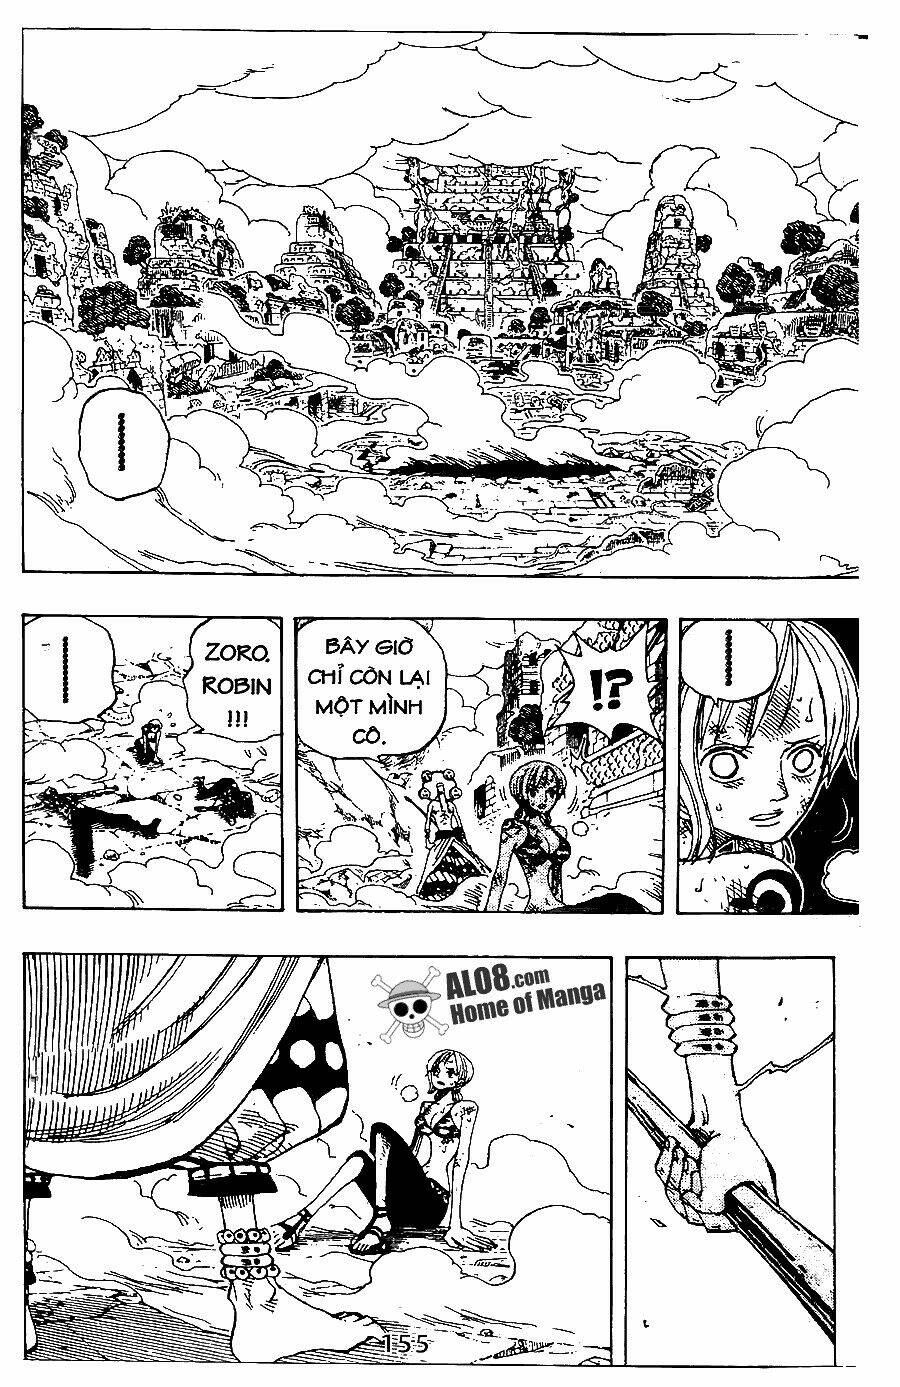 ZORO.
ROBIN
!!!
BÂY GIỜ
CHỈ CÒN LẠI
MỘT MÌNH
CÔ.
!?
ALO8.com
Home of Manga
155